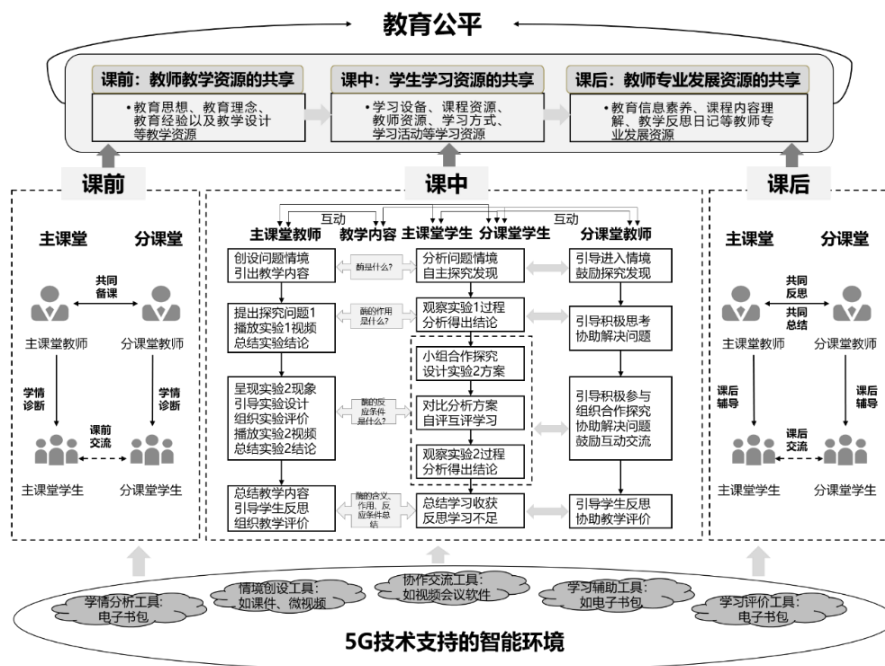 教育公平
课前：教师教学资源的共享
•教育思想、教育理念、
教育经验以及教学设计
等教学资源
课中：学生学习资源的共享
•学习设备、课程资源、
教师资源、学习方式、
学习活动等学习资源
课后：教师专业发展资源的共享
•教育信息素养、课程内容理
解、教学反思日记等教师专
业发展资源
课前
主课堂
分课堂
共同
备课
主课堂教师
分课堂教师
学情
诊断
学情
诊断
课前
交流
主课堂学生
分课堂学生
课中
互动
互动
主课堂教师
教学内容
主课堂学生
分课堂学生
分课堂教师
创设问题情境
引出教学内容
酶是什么?
分析问题情境
自主探究发现
引导进入情境
鼓励探究发现
提出探究问题1
播放实验1视频
总结实验结论
酶的作用
是什么?
观察实验1过程
分析得出结论
引导积极思考
协助解决问题
小组合作探究
设计实验2方案
呈现实验2现象
引导实验设计
组织实验评价
播放实验2视频
总结实验2结论
酶的反
应条件
是什么?
对比分析方案
自评互评学习
引导积极参与
组织合作探究
协助解决问题
鼓励互动交流
观察实验2过程
分析得出结论
总结教学内容
引导学生反思
组织教学评价
酶的含义、
作用、反
应条件总
结
总结学习收获
反思学习不足
引导学生反思
协助教学评价
课后
主课堂
分课堂
共同
反思
共同
总结
主课堂教师
分课堂教师
课后
辅导
课后
辅导
课后
交流
主课堂学生
分课堂学生
学情分析工具：
电子书包
情境创设工具：
如课件、微视频
协作交流工具：
如视频会议软件
学习辅助工具：
如电子书包
学习评价工具：
电子书包
5G技术支持的智能环境